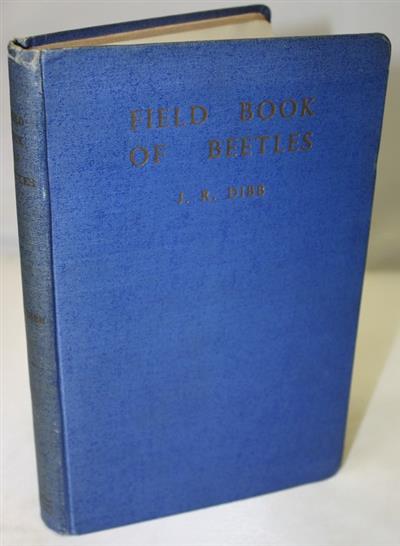 FIELD BOOK
OF BEETLES
J. R. DIBB